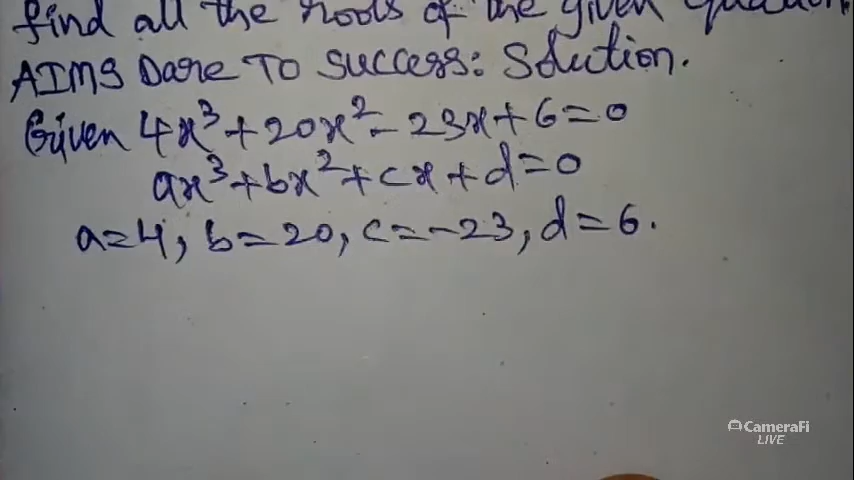 find all the roots of the given equation.
AIMS Dare To success: Solution.
Given 4x³+20x²-23x+6=0
ax³+bx²+cx+d=0
a=4, b=20, c=-23, d=6.
CameraFi
LIVE